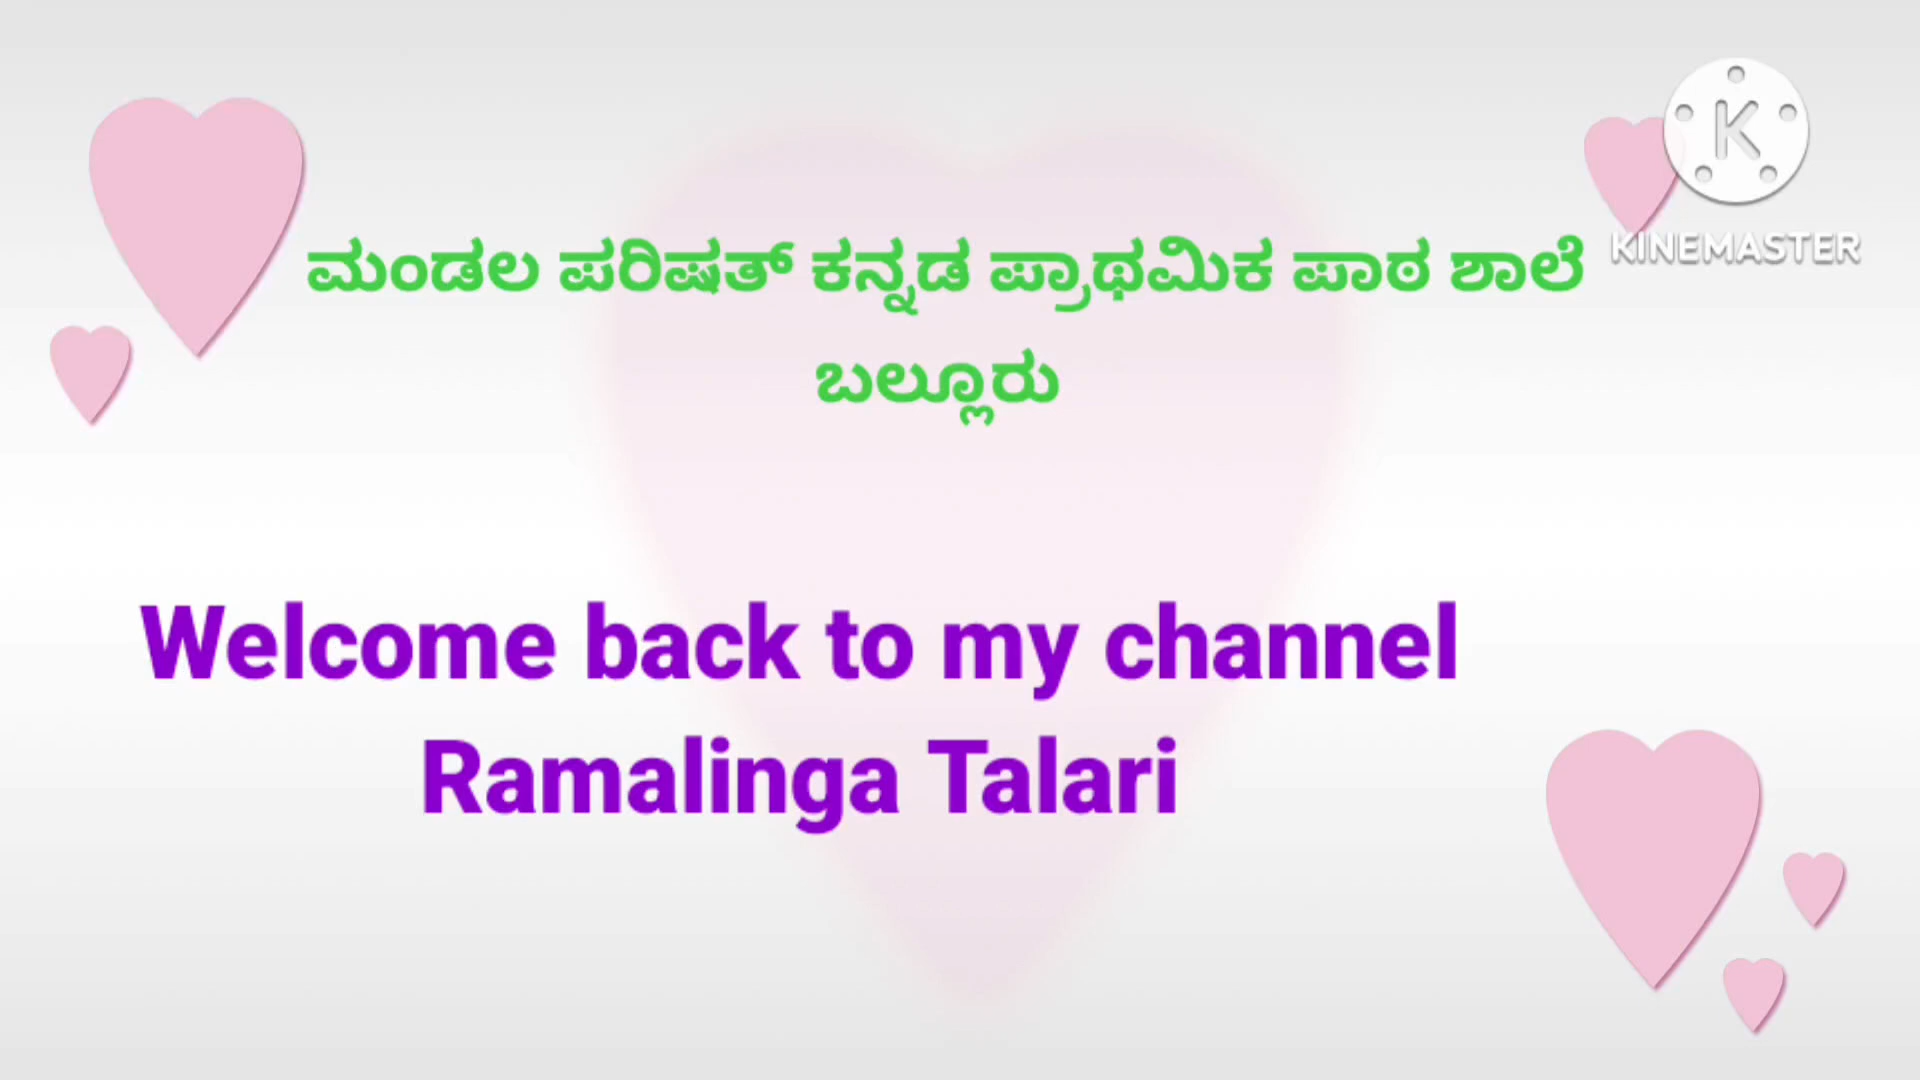 ಮಂಡಲ ಪರಿಷತ್ ಕನ್ನಡ ಪ್ರಾಥಮಿಕ ಪಾಠ ಶಾಲೆ
ಬಲ್ಲೂರು
K
KINEMASTER
Welcome back to my channel
Ramalinga Talari